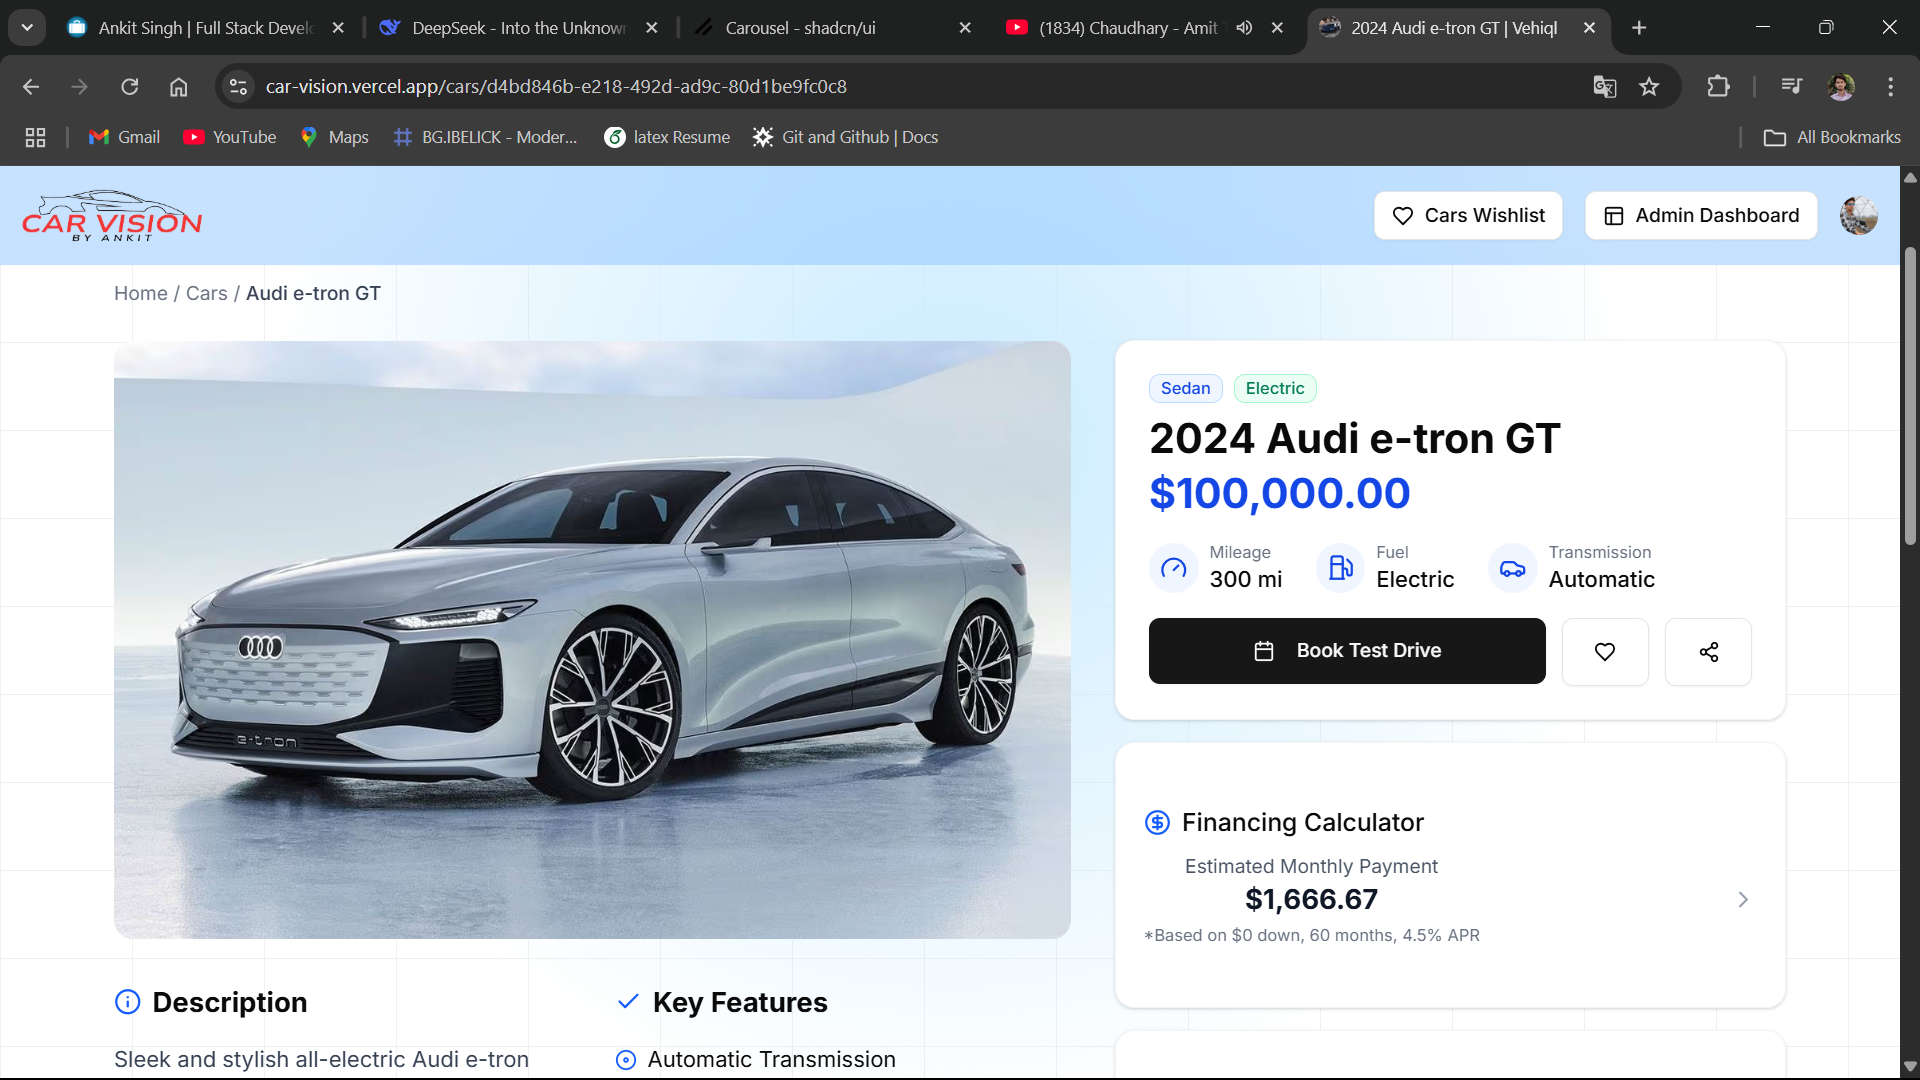 Ankit Singh | Full Stack Develo
DeepSeek - Into the Unknown
Carousel - shadcn/ui
(1834) Chaudhary - Amit T
2024 Audi e-tron GT | Vehiql
car-vision.vercel.app/cars/d4bd846b-e218-492d-ad9c-80d1be9fc0c8
Gmail
YouTube
Maps
BG.IBELICK - Moder...
latex Resume
Git and Github | Docs
All Bookmarks
CAR VISION
BY ANKIT
Cars Wishlist
Admin Dashboard
Home / Cars / Audi e-tron GT
e-tron
Sedan
Electric
2024 Audi e-tron GT
$100,000.00
Mileage
300 mi
Fuel
Electric
Transmission
Automatic
Book Test Drive
Financing Calculator
Estimated Monthly Payment
$1,666.67
*Based on $0 down, 60 months, 4.5% APR
Description
Sleek and stylish all-electric Audi e-tron
Key Features
Automatic Transmission